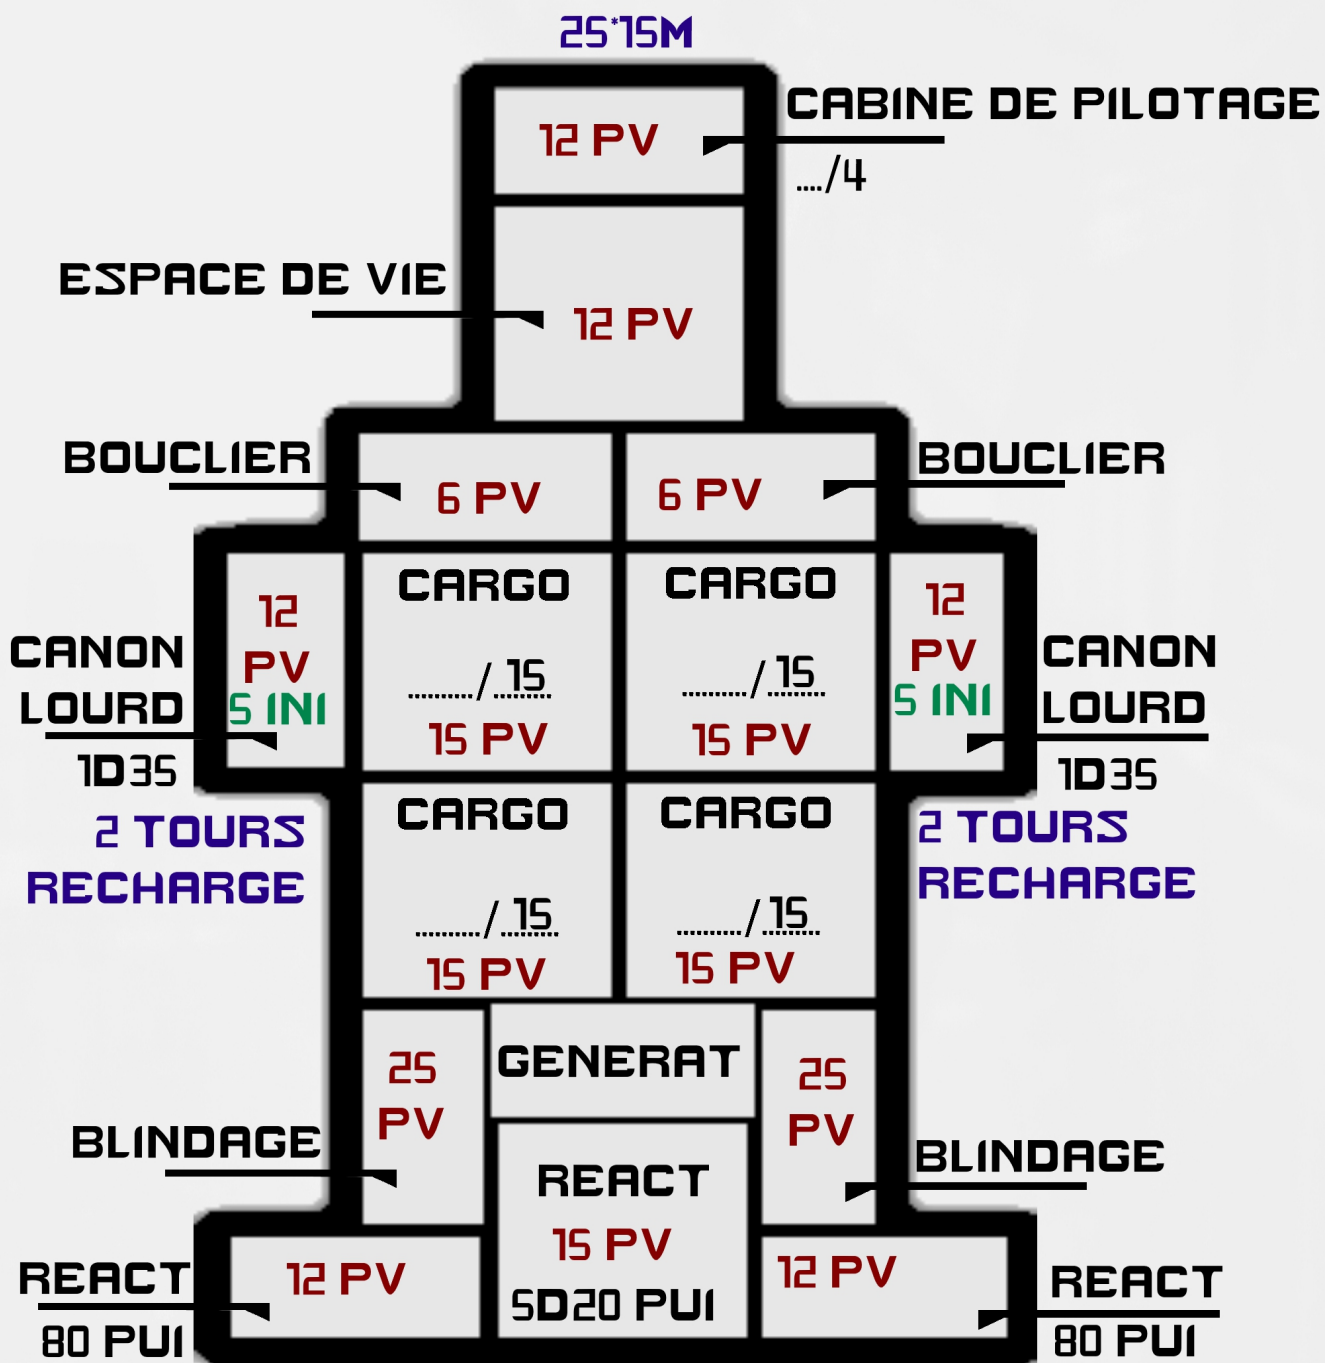 25*15M
CABINE DE PILOTAGE
12 PV
..../4
ESPACE DE VIE
12 PV
BOUCLIER
BOUCLIER
6 PV
6 PV
CARGO
CARGO
12
PV
5 INI
12
PV
5 INI
CANON
LOURD
1D35
CANON
LOURD
1D35
........./ 15
........./ 15
15 PV
15 PV
2 TOURS
RECHARGE
2 TOURS
RECHARGE
CARGO
CARGO
........./ 15
........./ 15
15 PV
15 PV
GENERAT
25
PV
25
PV
BLINDAGE
BLINDAGE
REACT
15 PV
5D20 PUI
REACT
80 PUI
12 PV
12 PV
REACT
80 PUI